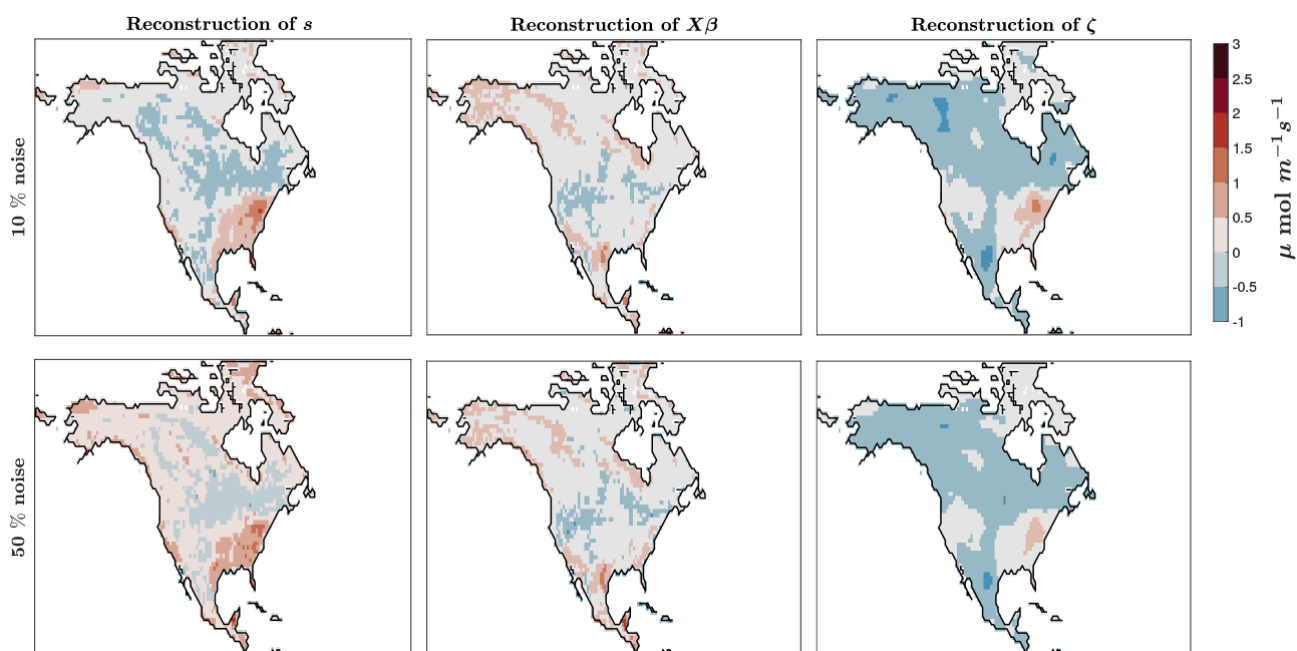 Reconstruction of s
Reconstruction of Xβ
Reconstruction of ζ
10 % noise
50 % noise
3
2.5
2
1.5
1
0.5
0
-0.5
-1
μ mol m⁻¹s⁻¹